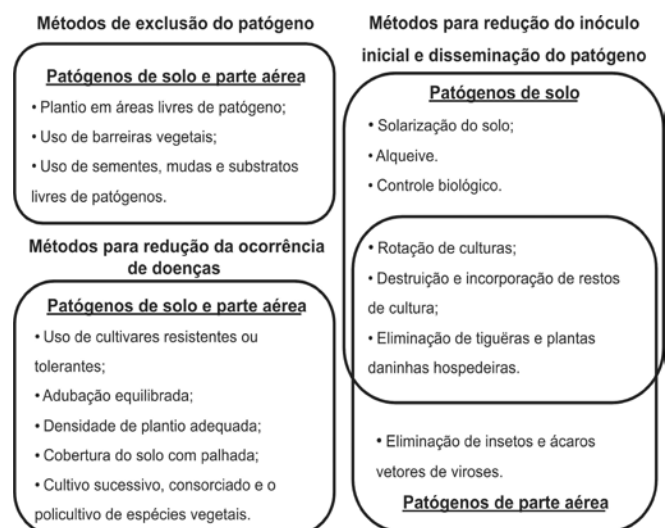 Métodos de exclusão do patógeno
Patógenos de solo e parte aérea
• Plantio em áreas livres de patógeno;
• Uso de barreiras vegetais;
• Uso de sementes, mudas e substratos
livres de patógenos.
Métodos para redução da ocorrência
de doenças
Patógenos de solo e parte aérea
• Uso de cultivares resistentes ou
tolerantes;
• Adubação equilibrada;
• Densidade de plantio adequada;
• Cobertura do solo com palhada;
• Cultivo sucessivo, consorciado e o
policultivo de espécies vegetais.
Métodos para redução do inóculo
inicial e disseminação do patógeno
Patógenos de solo
• Solarização do solo;
• Alqueive.
• Controle biológico.
• Rotação de culturas;
• Destruição e incorporação de restos
de cultura;
• Eliminação de tigüëras e plantas
daninhas hospedeiras.
• Eliminação de insetos e ácaros
vetores de viroses.
Patógenos de parte aérea